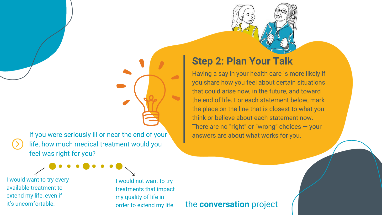 Step 2: Plan Your Talk
Having a say in your health care is more likely if
you share how you feel about certain situations
that could arise now, in the future, and toward
the end of life. For each statement below, mark
the place on the line that is closest to what you
think or believe about each statement now.
There are no "right" or "wrong" choices — your
answers are about what works for you.
If you were seriously ill or near the end of your
life, how much medical treatment would you
feel was right for you?
I would want to try every
available treatment to
extend my life, even if
it's uncomfortable
I would not want to try
treatments that impact
my quality of life in
order to extend my life
the conversation project